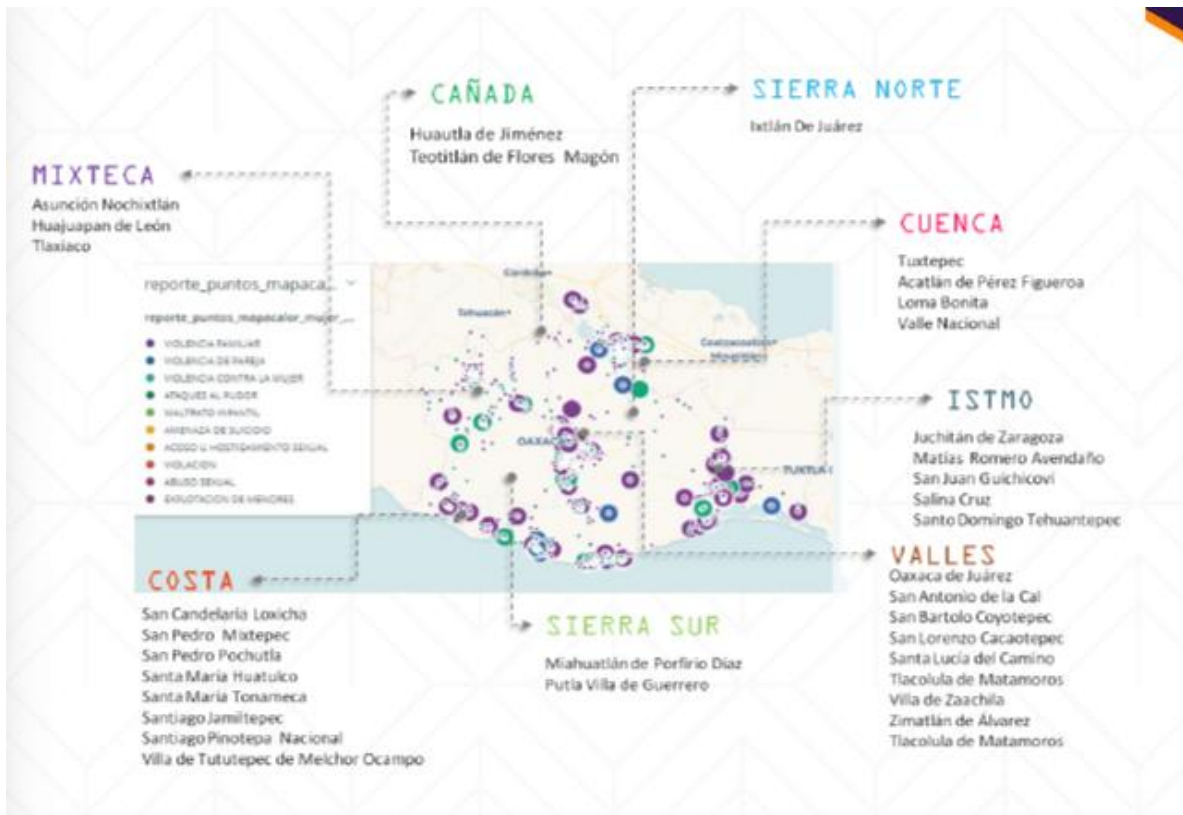 CAÑADA
Huautla de Jiménez
Teotitlán de Flores Magón
SIERRA NORTE
Ixtlán De Juárez
MIXTECA
Asunción Nochixtlán
Huajuapan de León
Tlaxiaco
CUENCA
Tuxtepec
Acatlán de Pérez Figueroa
Loma Bonita
Valle Nacional
reporte_puntos_mapaca...
reporte_puntos_mapacalor_mujer_...
VIOLENCIA FAMILIAR
VIOLENCIA DE PAREJA
VIOLENCIA CONTRA LA MUJER
ATAQUES AL PUDOR
MALTRATO INFANTIL
AMENAZA DE SUICIDIO
ACOSO u HOSTIGAMIENTO SEXUAL
VIOLACION
ABUSO SEXUAL
EXPLOTACION DE MENORES
Córdoba
Tehuacán
Coatzacoalcos
Minatitlán
OAXACA
TUXTLA
ISTMO
Juchitán de Zaragoza
Matías Romero Avendaño
San Juan Guichicovi
Salina Cruz
Santo Domingo Tehuantepec
COSTA
San Candelaria Loxicha
San Pedro Mixtepec
San Pedro Pochutla
Santa María Huatulco
Santa María Tonameca
Santiago Jamiltepec
Santiago Pinotepa Nacional
Villa de Tututepec de Melchor Ocampo
SIERRA SUR
Miahuatlán de Porfirio Díaz
Putla Villa de Guerrero
VALLES
Oaxaca de Juárez
San Antonio de la Cal
San Bartolo Coyotepec
San Lorenzo Cacaotepec
Santa Lucía del Camino
Tlacolula de Matamoros
Villa de Zaachila
Zimatlán de Álvarez
Tlacolula de Matamoros